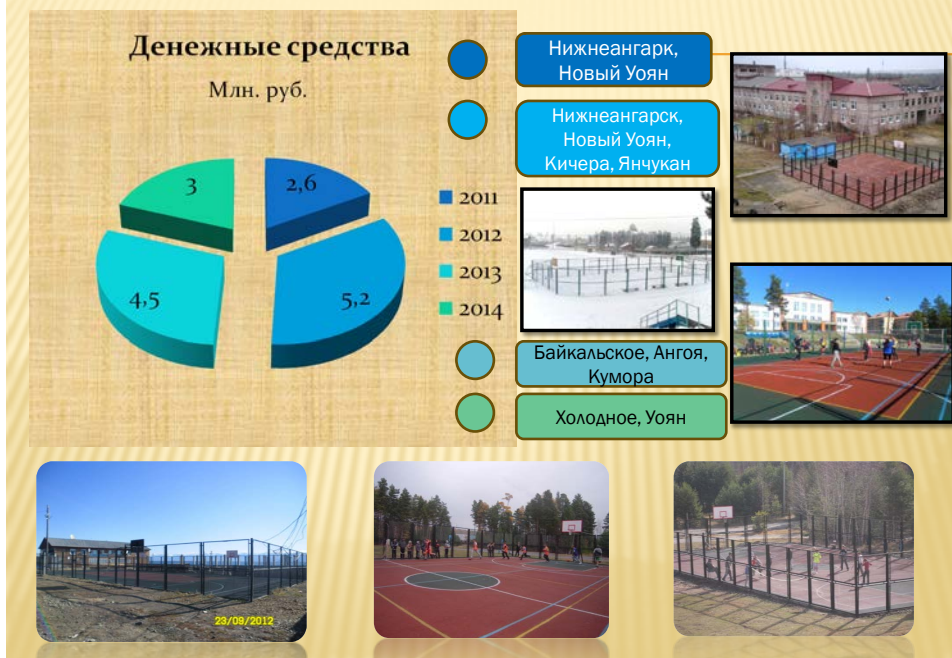 Денежные средства
Млн. руб.
2,6
5,2
4,5
3
2011
2012
2013
2014
Нижнеангарк,
Новый Уоян
Нижнеангарск,
Новый Уоян,
Кичера, Янчукан
Байкальское, Ангоя,
Кумора
Холодное, Уоян
23/09/2012